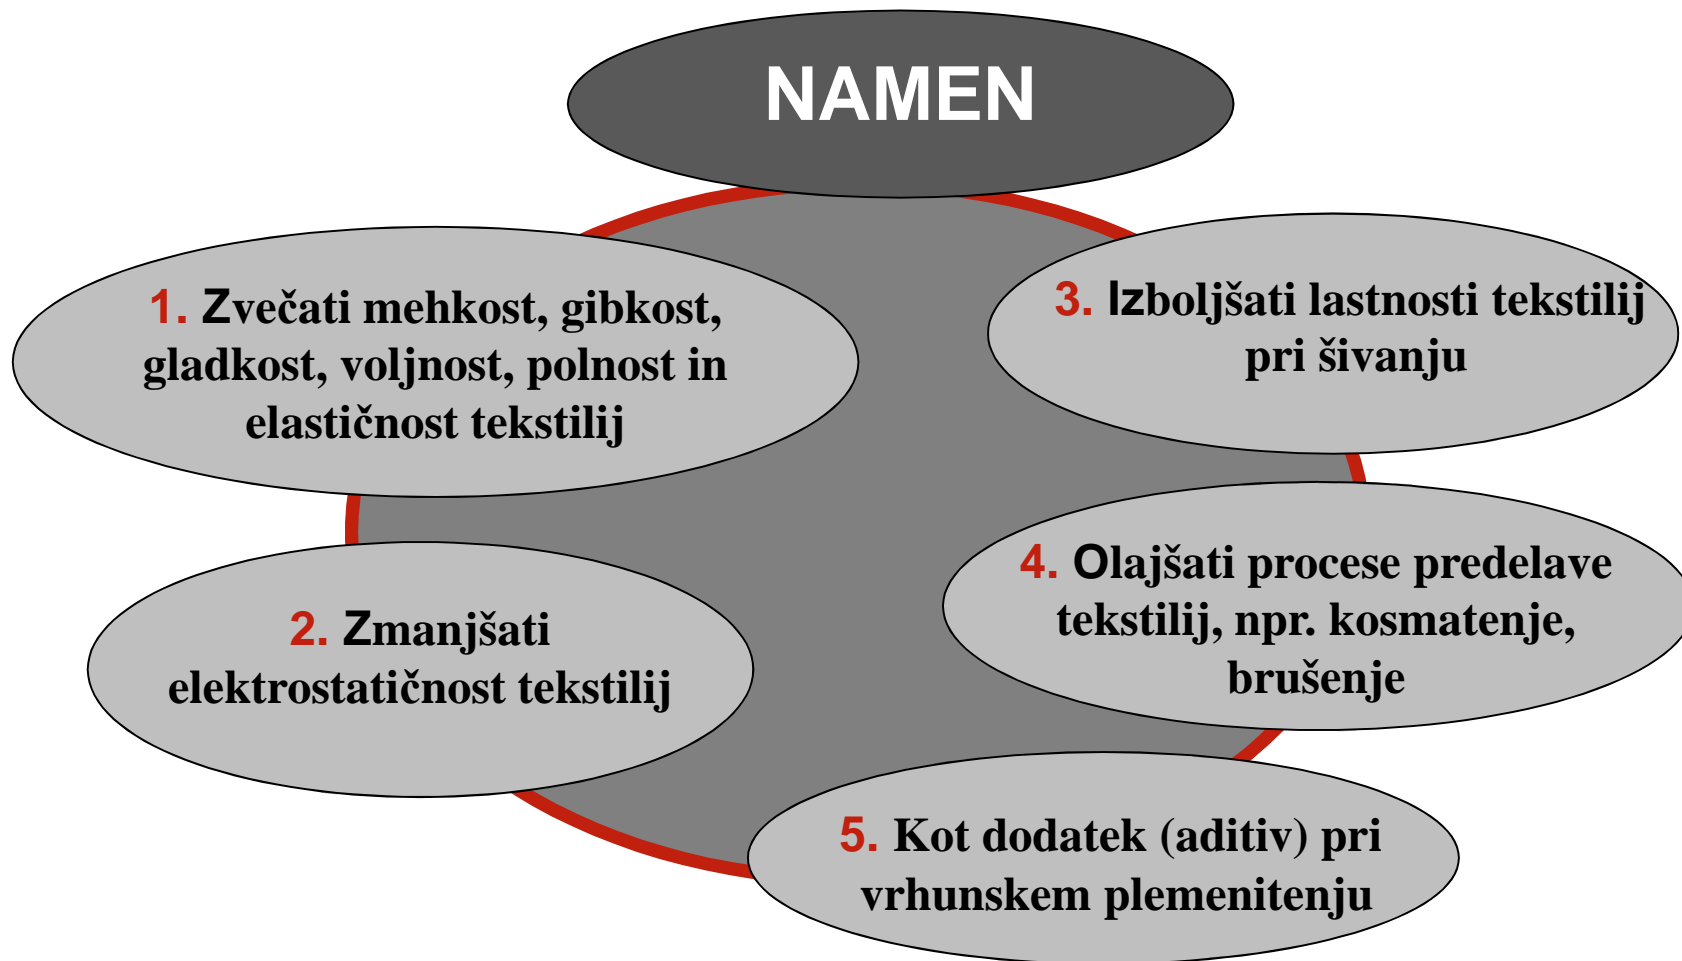 NAMEN
1. Zvečati mehkost, gibkost,
gladkost, voljnost, polnost in
elastičnost tekstilij
2. Zmanjšati
elektrostatičnost tekstilij
3. Izboljšati lastnosti tekstilij
pri šivanju
4. Olajšati procese predelave
tekstilij, npr. kosmatenje,
brušenje
5. Kot dodatek (aditiv) pri
vrhunskem plemenitenju